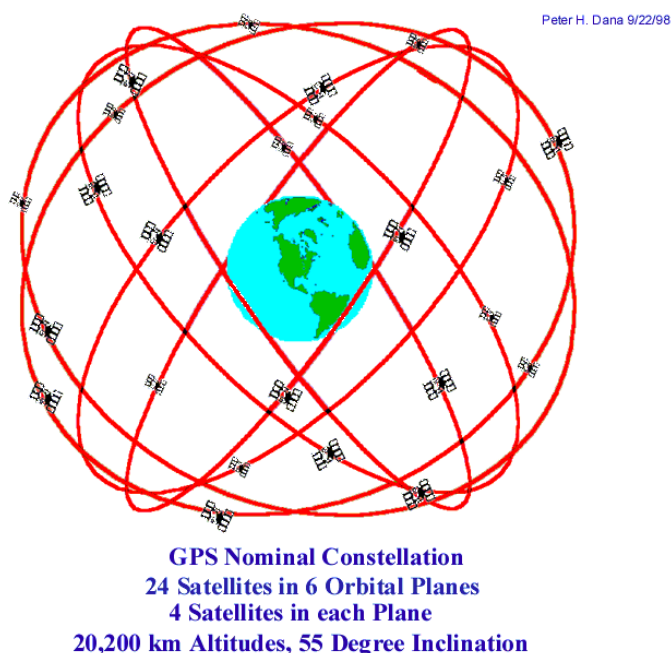 Peter H. Dana 9/22/98
GPS Nominal Constellation
24 Satellites in 6 Orbital Planes
4 Satellites in each Plane
20,200 km Altitudes, 55 Degree Inclination